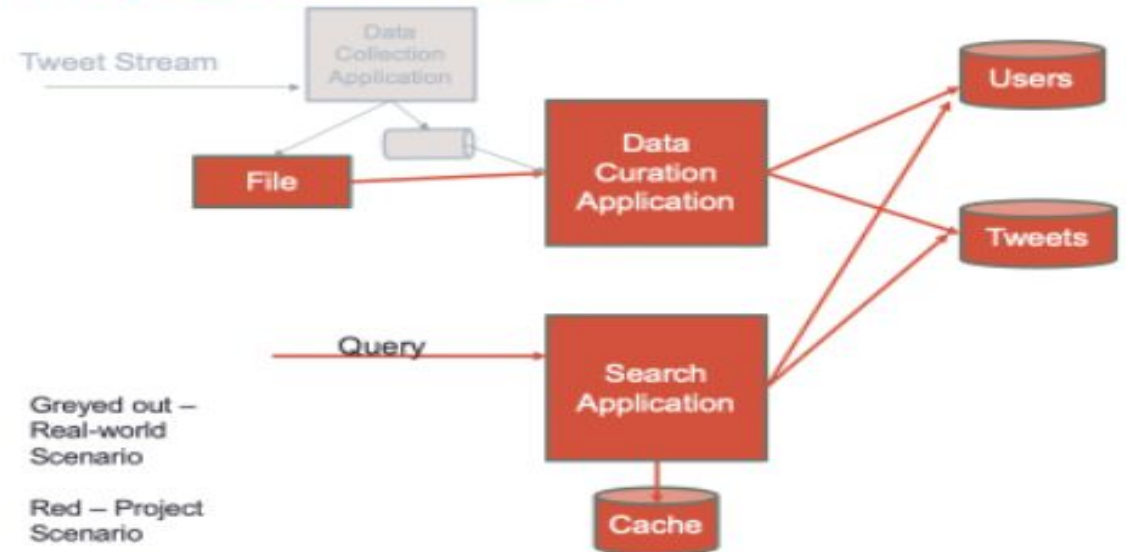 Tweet Stream
Data
Collection
Application
File
Data
Curation
Application
Users
Tweets
Query
Search
Application
Cache
Greyed out –
Real-world
Scenario
Red – Project
Scenario